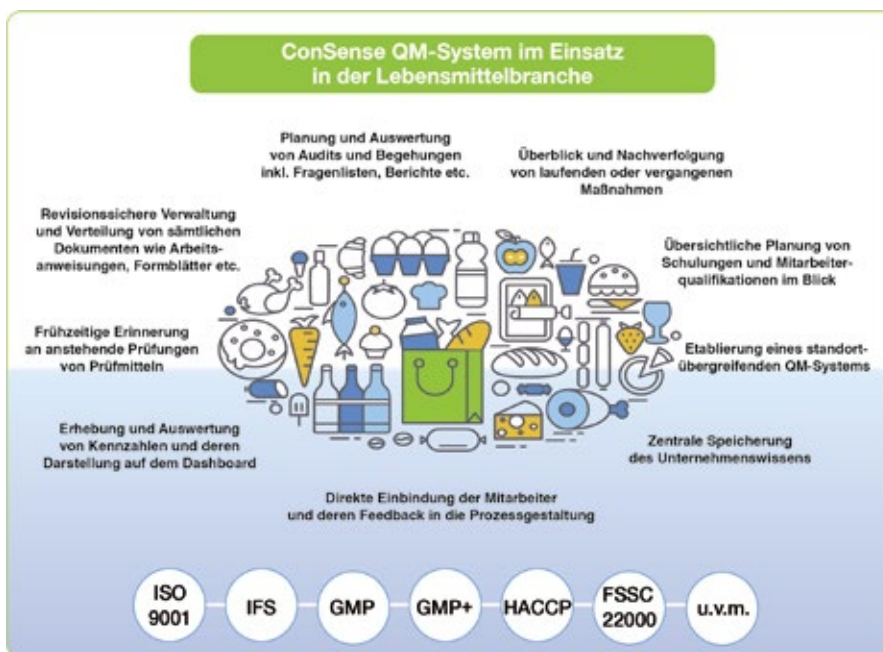 ConSense QM-System im Einsatz
in der Lebensmittelbranche
Planung und Auswertung
von Audits und Begehungen
inkl. Fragenlisten, Berichte etc.
Überblick und Nachverfolgung
von laufenden oder vergangenen
Maßnahmen
Revisionssichere Verwaltung
und Verteilung von sämtlichen
Dokumenten wie Arbeits-
anweisungen, Formblätter etc.
Übersichtliche Planung von
Schulungen und Mitarbeiter-
qualifikationen im Blick
Frühzeitige Erinnerung
an anstehende Prüfungen
von Prüfmitteln
Etablierung eines standort-
übergreifenden QM-Systems
Erhebung und Auswertung
von Kennzahlen und deren
Darstellung auf dem Dashboard
Zentrale Speicherung
des Unternehmenswissens
Direkte Einbindung der Mitarbeiter
und deren Feedback in die Prozessgestaltung
ISO
9001
IFS
GMP
GMP+
HACCP
FSSC
22000
u.v.m.